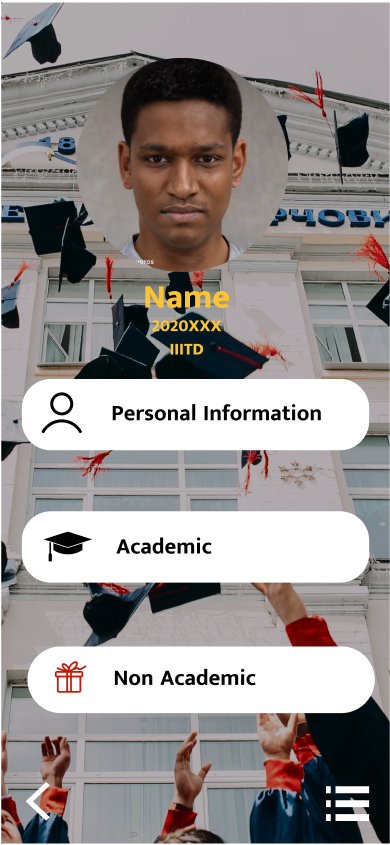 Name
2020XXX
IIITD
Personal Information
Academic
Non Academic